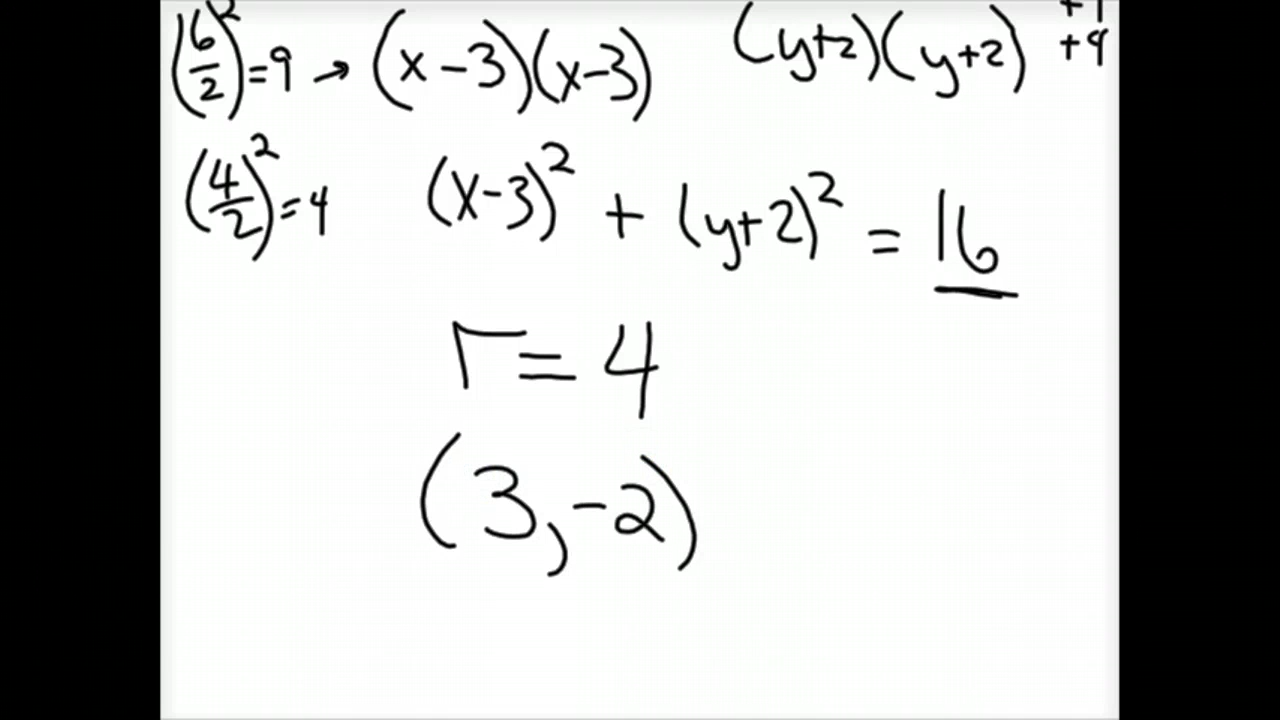 (6/2)²=9 → (x-3)(x-3) (y+2)(y+2) +9
(4/2)²=4 (x-3)² + (y+2)² = 16
r=4
(3,-2)